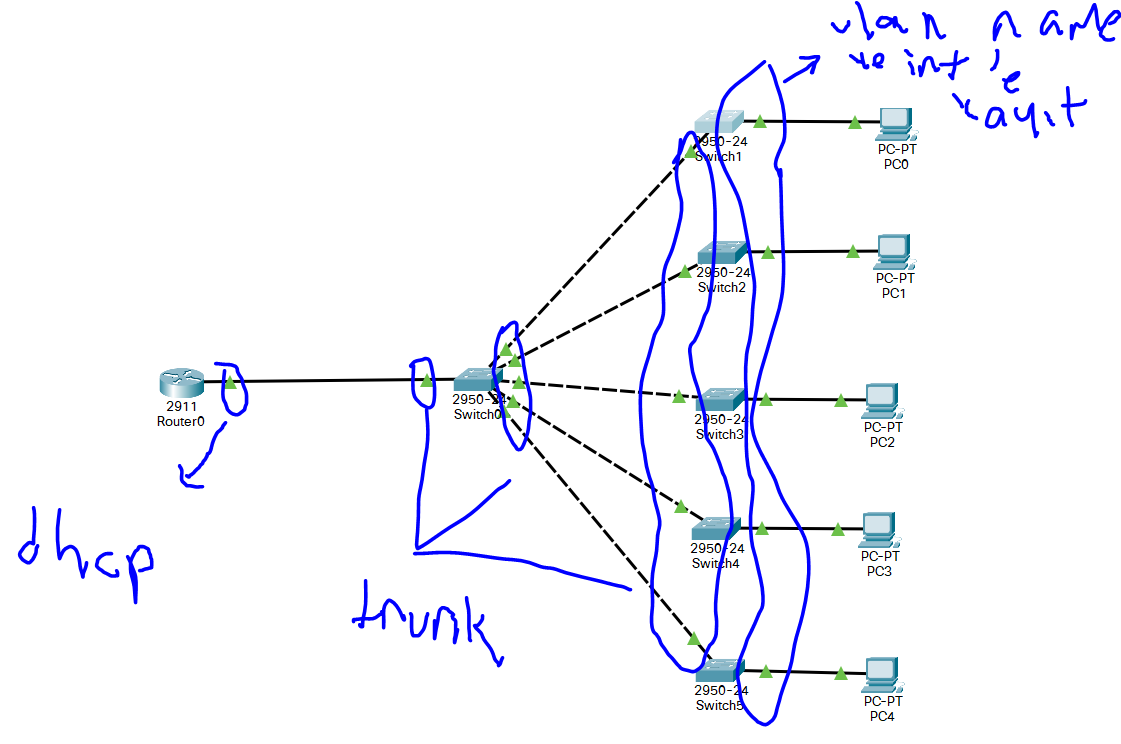 vlan name
ve int 'e
kayıt
2950-24
Switch1
PC-PT
PC0
2950-24
Switch2
PC-PT
PC1
2911
Router0
2950-24
Switch0
2950-24
Switch3
PC-PT
PC2
dhcp
trunk
2950-24
Switch4
PC-PT
PC3
2950-24
Switch5
PC-PT
PC4